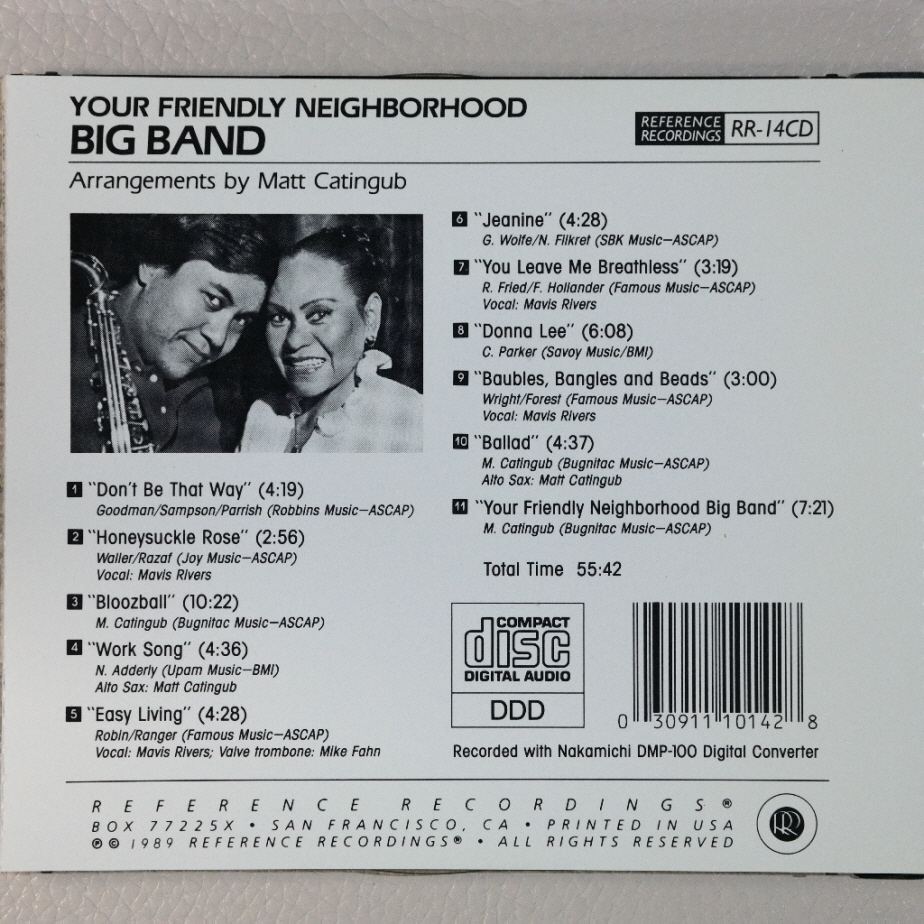 YOUR FRIENDLY NEIGHBORHOOD
BIG BAND
REFERENCE
RECORDINGS
RR-14CD
Arrangements by Matt Catingub
1 "Don't Be That Way" (4:19)
Goodman/Sampson/Parrish (Robbins Music—ASCAP)
2 "Honeysuckle Rose" (2:56)
Waller/Razaf (Joy Music—ASCAP)
Vocal: Mavis Rivers
3 "Bloozball" (10:22)
M. Catingub (Bugnitac Music—ASCAP)
4 "Work Song" (4:36)
N. Adderly (Upam Music—BMI)
Alto Sax: Matt Catingub
5 "Easy Living" (4:28)
Robin/Ranger (Famous Music—ASCAP)
Vocal: Mavis Rivers; Valve trombone: Mike Fahn
6 "Jeanine" (4:28)
G. Wolfe/N. Flikret (SBK Music—ASCAP)
7 "You Leave Me Breathless" (3:19)
R. Fried/F. Hollander (Famous Music—ASCAP)
Vocal: Mavis Rivers
8 "Donna Lee" (6:08)
C. Parker (Savoy Music/BMI)
9 "Baubles, Bangles and Beads" (3:00)
Wright/Forest (Famous Music—ASCAP)
Vocal: Mavis Rivers
10 "Ballad" (4:37)
M. Catingub (Bugnitac Music—ASCAP)
Alto Sax: Matt Catingub
11 "Your Friendly Neighborhood Big Band" (7:21)
M. Catingub (Bugnitac Music—ASCAP)
Total Time 55:42
COMPACT
disc
DIGITAL AUDIO
DDD
0 30911 10142 8
Recorded with Nakamichi DMP-100 Digital Converter
REFERENCE RECORDINGS®
BOX 77225X • SAN FRANCISCO, CA • PRINTED IN USA
℗ © 1989 REFERENCE RECORDINGS® • ALL RIGHTS RESERVED
RR